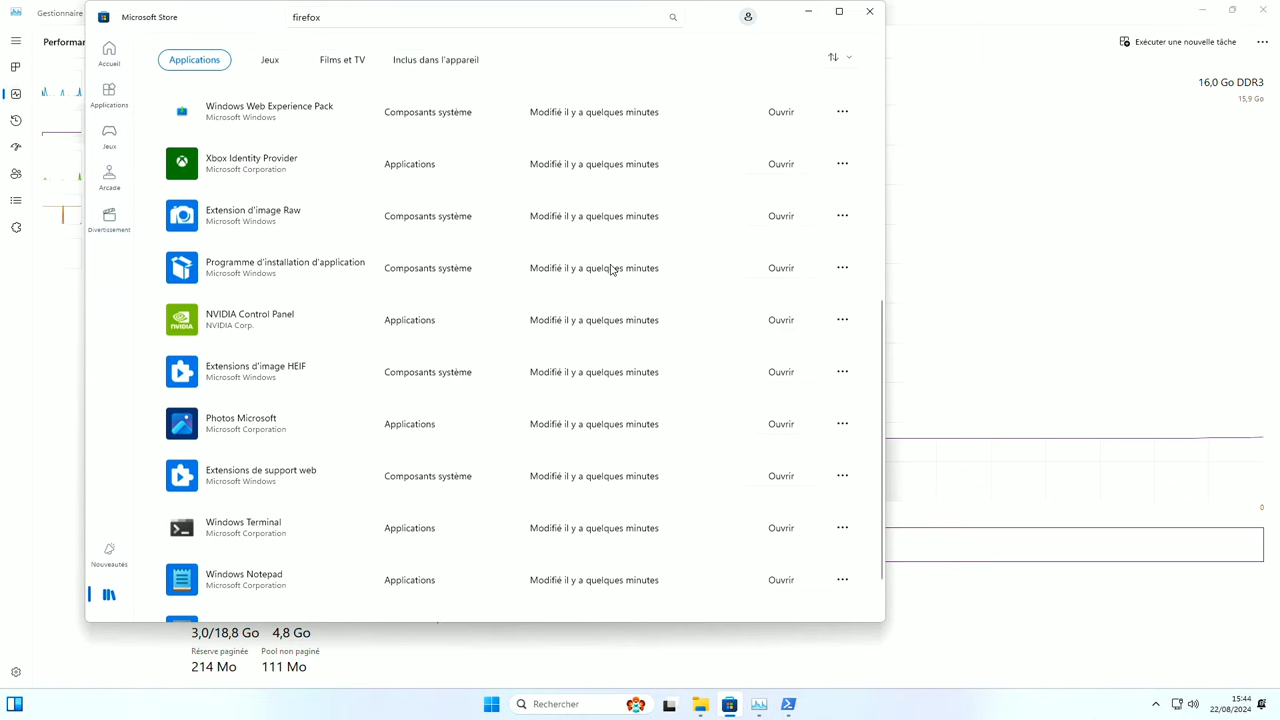 Gestionnaire
Microsoft Store
firefox
Performan
Exécuter une nouvelle tâche
Accueil
Applications
Jeux
Films et TV
Inclus dans l'appareil
16,0 Go DDR3
15,9 Go
Applications
Jeux
Arcade
Divertissement
Windows Web Experience Pack
Microsoft Windows
Composants système
Modifié il y a quelques minutes
Ouvrir
Xbox Identity Provider
Microsoft Corporation
Applications
Modifié il y a quelques minutes
Ouvrir
Extension d'image Raw
Microsoft Windows
Composants système
Modifié il y a quelques minutes
Ouvrir
Programme d'installation d'application
Microsoft Windows
Composants système
Modifié il y a quelques minutes
Ouvrir
NVIDIA
NVIDIA Control Panel
NVIDIA Corp.
Applications
Modifié il y a quelques minutes
Ouvrir
Extensions d'image HEIF
Microsoft Windows
Composants système
Modifié il y a quelques minutes
Ouvrir
Photos Microsoft
Microsoft Corporation
Applications
Modifié il y a quelques minutes
Ouvrir
Extensions de support web
Microsoft Windows
Composants système
Modifié il y a quelques minutes
Ouvrir
Windows Terminal
Microsoft Corporation
Applications
Modifié il y a quelques minutes
Ouvrir
Windows Notepad
Microsoft Corporation
Applications
Modifié il y a quelques minutes
Ouvrir
0
Nouveautés
3,0/18,8 Go
4,8 Go
Réserve paginée
Pool non paginé
214 Mo
111 Mo
Rechercher
15:44
22/08/2024